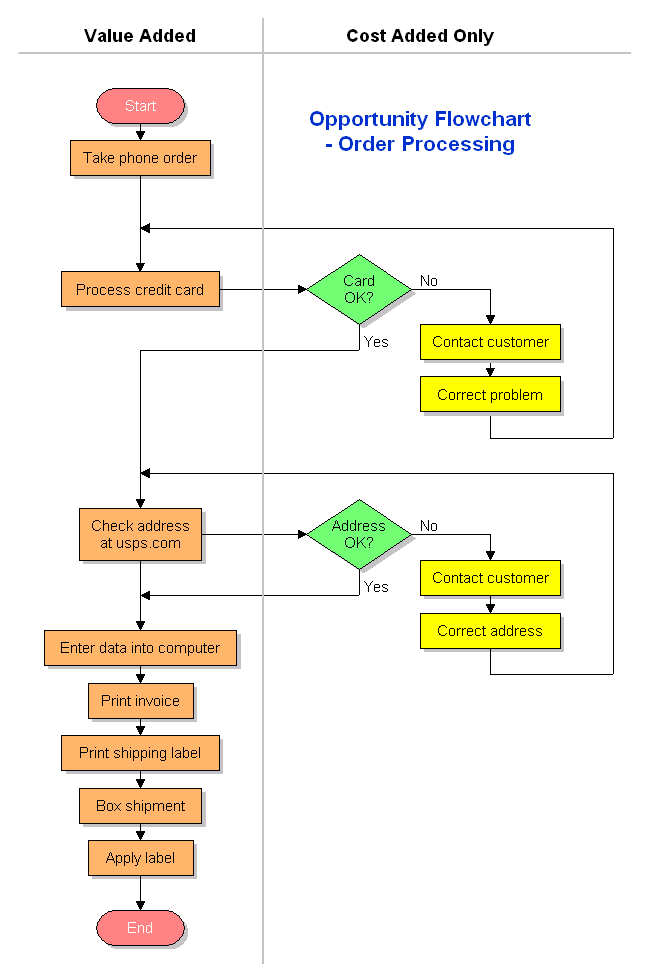 Value Added
Cost Added Only
Opportunity Flowchart
- Order Processing
Start
Take phone order
Process credit card
Card
OK?
No
Yes
Contact customer
Correct problem
Check address
at usps.com
Address
OK?
No
Yes
Contact customer
Correct address
Enter data into computer
Print invoice
Print shipping label
Box shipment
Apply label
End